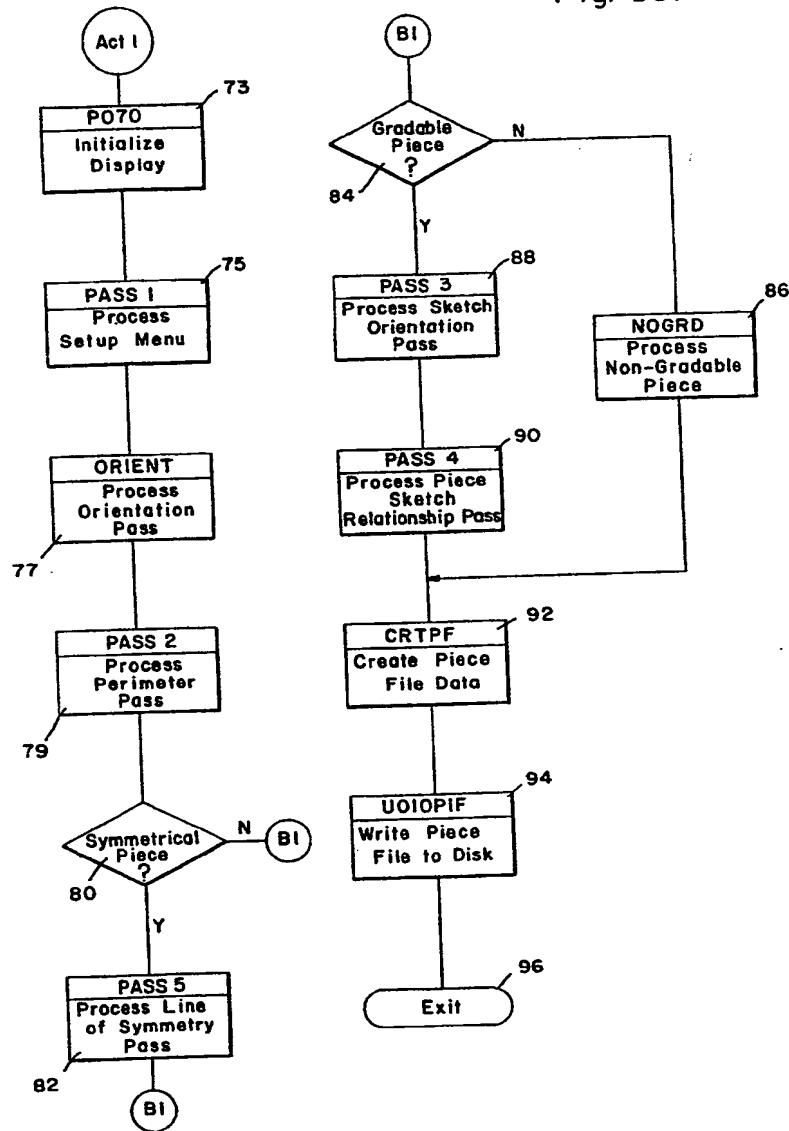 Act I
73
P070
Initialize
Display
75
PASS 1
Process
Setup Menu
ORIENT
Process
Orientation
Pass
77
PASS 2
Process
Perimeter
Pass
79
Symmetrical
Piece
?
N
B1
80
Y
PASS 5
Process Line
of Symmetry
Pass
82
B1
B1
Gradable
Piece
?
N
84
Y
88
PASS 3
Process Sketch
Orientation
Pass
86
NOGRD
Process
Non-Gradable
Piece
90
PASS 4
Process Piece
Sketch
Relationship Pass
92
CRTPF
Create Piece
File Data
94
UOIOPIF
Write Piece
File to Disk
96
Exit